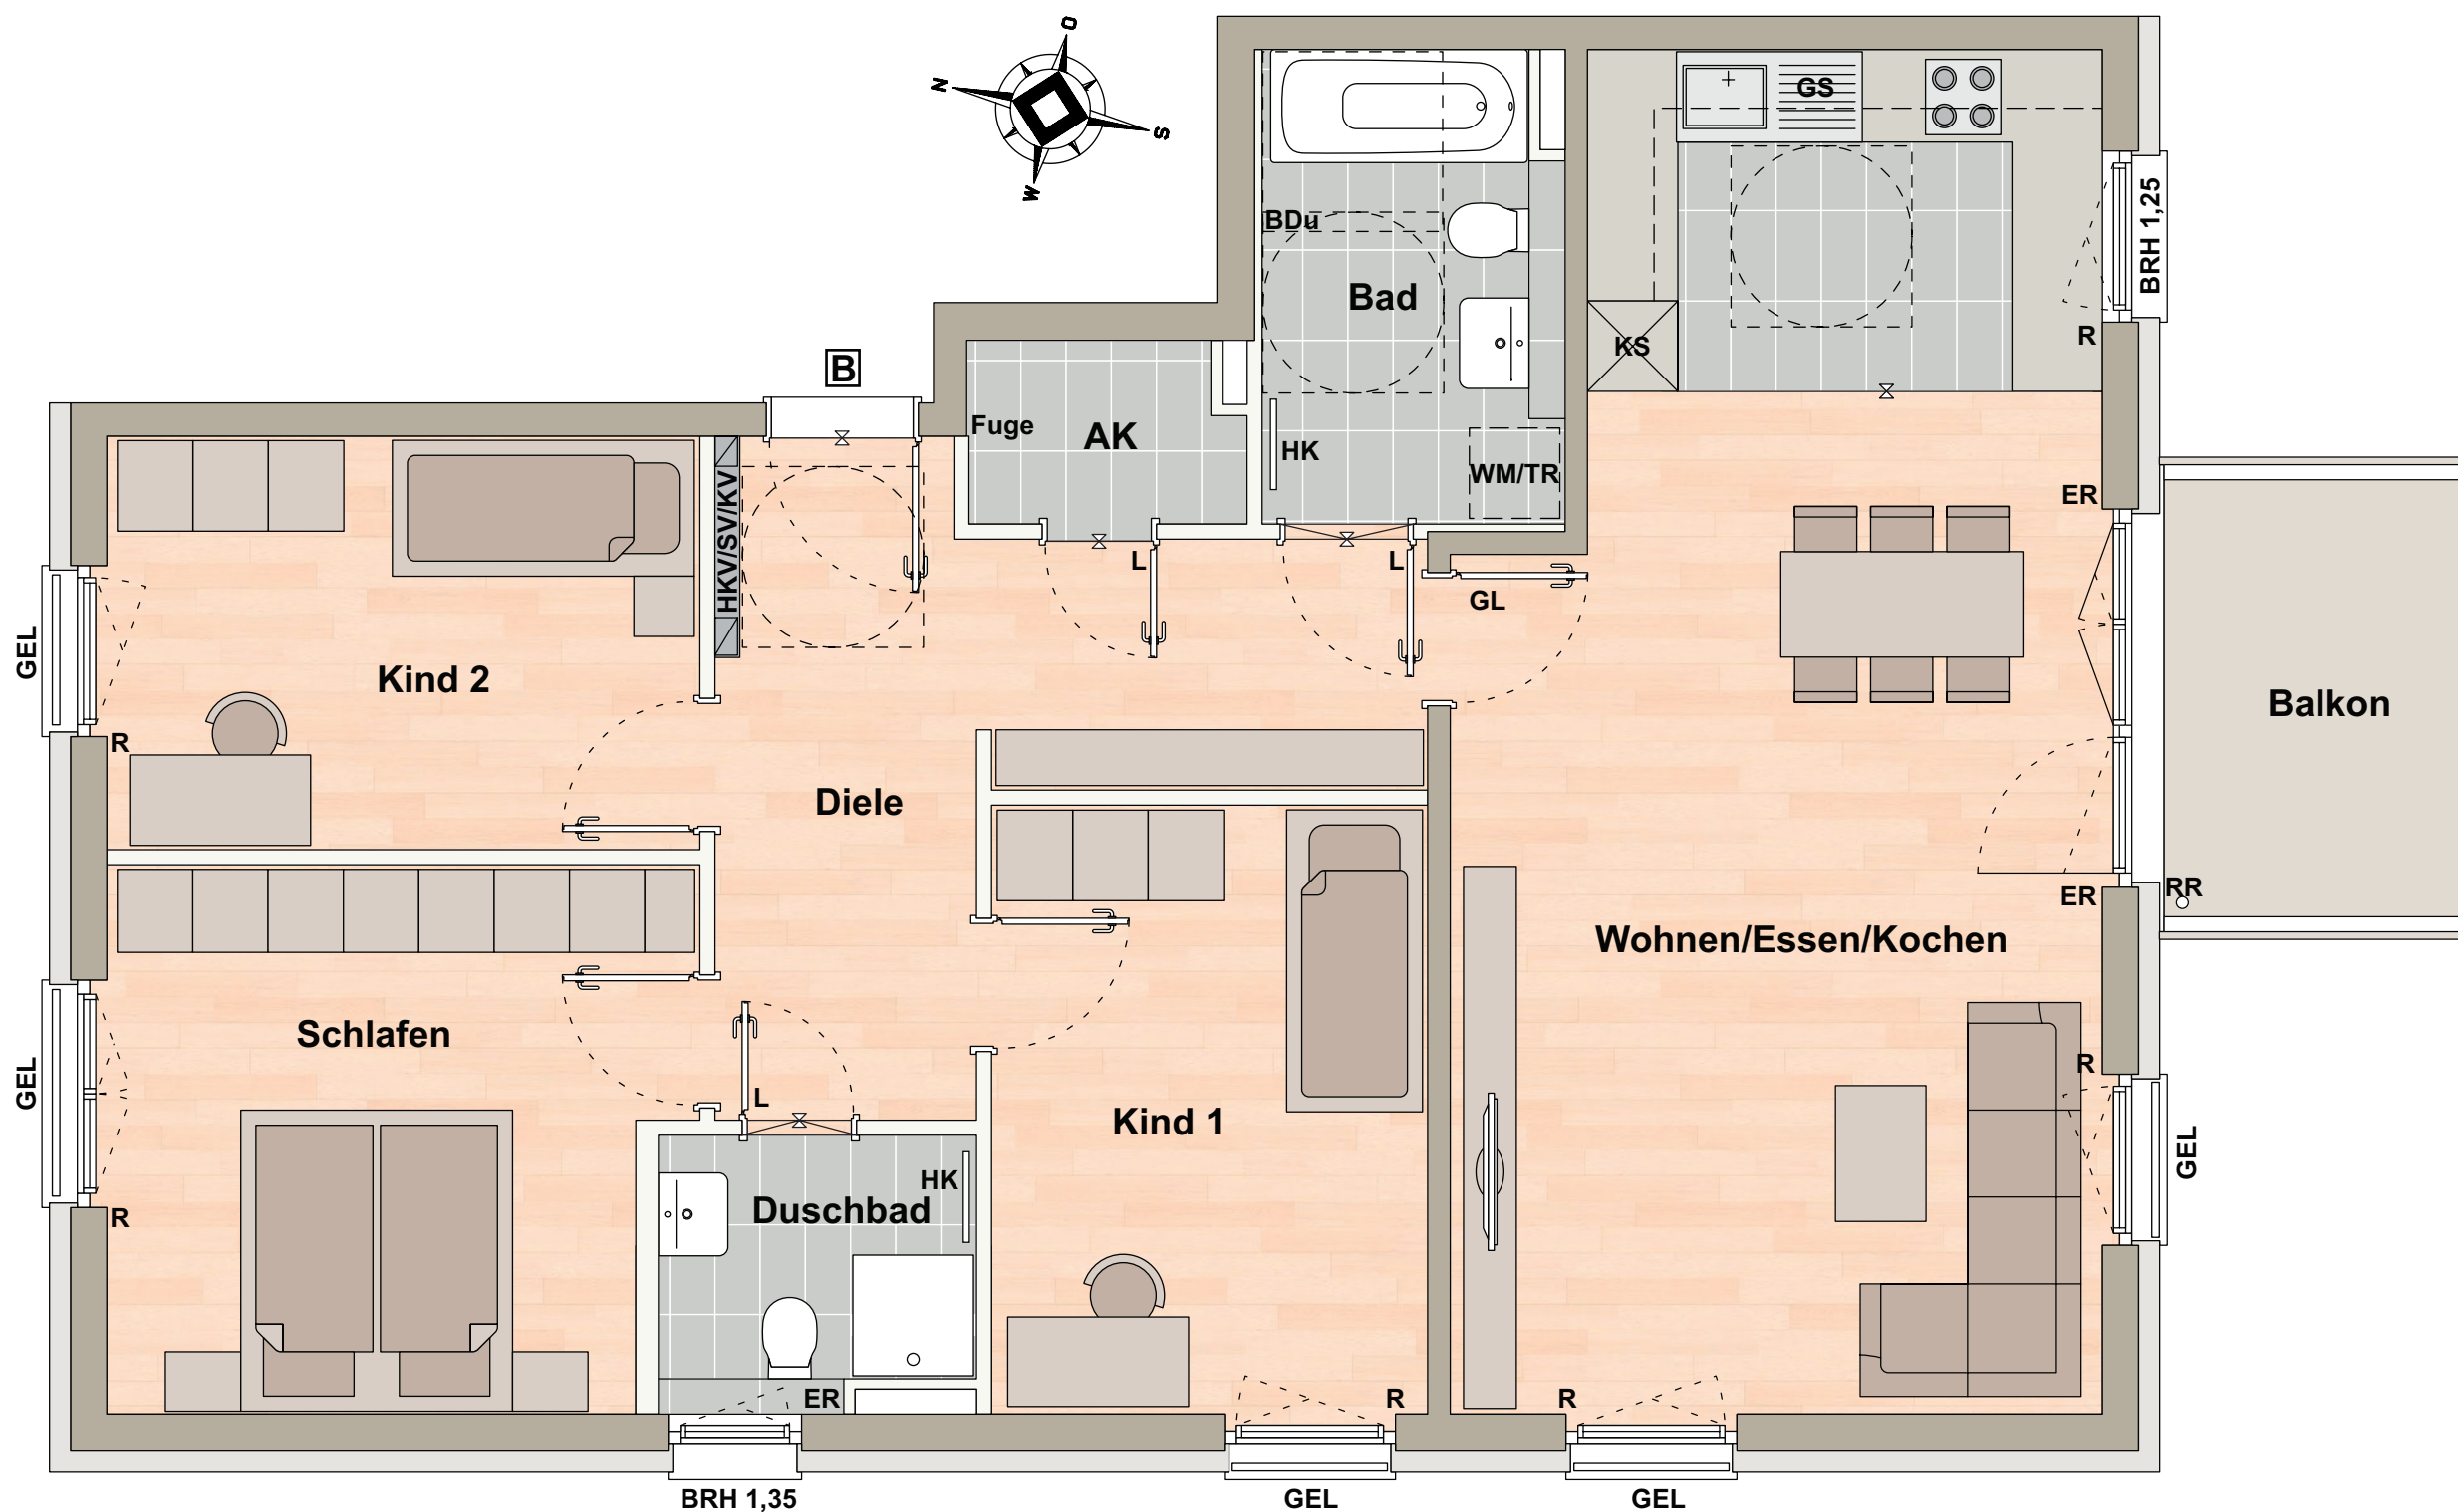 O
N
S
W
GS
BRH 1,25
BDu
Bad
R
KS
B
Fuge
AK
HK
WM/TR
HKV/SV/KV
ER
L
L
GL
GEL
Kind 2
Balkon
R
Diele
ER
RR
Wohnen/Essen/Kochen
Schlafen
R
GEL
L
Kind 1
GEL
HK
Duschbad
R
ER
R
R
BRH 1,35
GEL
GEL